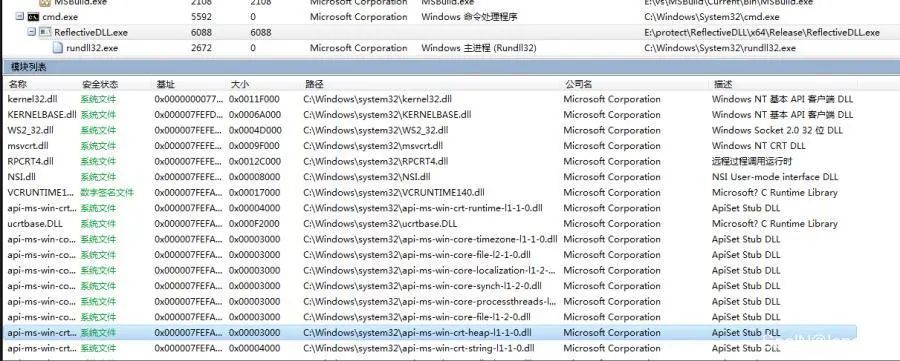 MSBuild.exe 2108 2108 Microsoft Corporation MSBuild.exe E:\vs\MSBuild\Current\Bin\MSBuild.exe
cmd.exe 5592 0 Microsoft Corporation Windows 命令处理程序 C:\Windows\System32\cmd.exe
ReflectiveDLL.exe 6088 6088 E:\protect\ReflectiveDLL\x64\Release\ReflectiveDLL.exe
rundll32.exe 2672 0 Microsoft Corporation Windows 主进程 (Rundll32) C:\Windows\System32\rundll32.exe
模块列表
名称 安全状态 基址 大小 路径 公司名 描述
kernel32.dll 系统文件 0x0000000077... 0x0011F000 C:\Windows\system32\kernel32.dll Microsoft Corporation Windows NT 基本 API 客户端 DLL
KERNELBASE.dll 系统文件 0x000007FEFD... 0x0006A000 C:\Windows\system32\KERNELBASE.dll Microsoft Corporation Windows NT 基本 API 客户端 DLL
WS2_32.dll 系统文件 0x000007FEFE... 0x0004D000 C:\Windows\system32\WS2_32.dll Microsoft Corporation Windows Socket 2.0 32 位 DLL
msvcrt.dll 系统文件 0x000007FEFE... 0x0009F000 C:\Windows\system32\msvcrt.dll Microsoft Corporation Windows NT CRT DLL
RPCRT4.dll 系统文件 0x000007FEFE... 0x0012C000 C:\Windows\system32\RPCRT4.dll Microsoft Corporation 远程过程调用运行时
NSI.dll 系统文件 0x000007FEFE... 0x00008000 C:\Windows\system32\NSI.dll Microsoft Corporation NSI User-mode interface DLL
VCRUNTIME1... 数字签名文件 0x000007FEFA... 0x00017000 C:\Windows\system32\VCRUNTIME140.dll Microsoft Corporation Microsoft? C Runtime Library
api-ms-win-crt... 系统文件 0x000007FEFA... 0x00004000 C:\Windows\system32\api-ms-win-crt-runtime-l1-1-0.dll Microsoft Corporation ApiSet Stub DLL
ucrtbase.DLL 系统文件 0x000007FEFA... 0x000F2000 C:\Windows\system32\ucrtbase.DLL Microsoft Corporation Microsoft? C Runtime Library
api-ms-win-co... 系统文件 0x000007FEFA... 0x00003000 C:\Windows\system32\api-ms-win-core-timezone-l1-1-0.dll Microsoft Corporation ApiSet Stub DLL
api-ms-win-co... 系统文件 0x000007FEFA... 0x00003000 C:\Windows\system32\api-ms-win-core-file-l2-1-0.dll Microsoft Corporation ApiSet Stub DLL
api-ms-win-co... 系统文件 0x000007FEFA... 0x00003000 C:\Windows\system32\api-ms-win-core-localization-l1-2-... Microsoft Corporation ApiSet Stub DLL
api-ms-win-co... 系统文件 0x000007FEFA... 0x00003000 C:\Windows\system32\api-ms-win-core-synch-l1-2-0.dll Microsoft Corporation ApiSet Stub DLL
api-ms-win-co... 系统文件 0x000007FEFA... 0x00003000 C:\Windows\system32\api-ms-win-core-processthreads-l... Microsoft Corporation ApiSet Stub DLL
api-ms-win-co... 系统文件 0x000007FEFA... 0x00003000 C:\Windows\system32\api-ms-win-core-file-l1-2-0.dll Microsoft Corporation ApiSet Stub DLL
api-ms-win-crt... 系统文件 0x000007FEFA... 0x00003000 C:\Windows\system32\api-ms-win-crt-heap-l1-1-0.dll Microsoft Corporation ApiSet Stub DLL
api-ms-win-crt... 系统文件 0x000007FEFA... 0x00004000 C:\Windows\system32\api-ms-win-crt-string-l1-1-0.dll Microsoft Corporation ApiSet Stub DLL